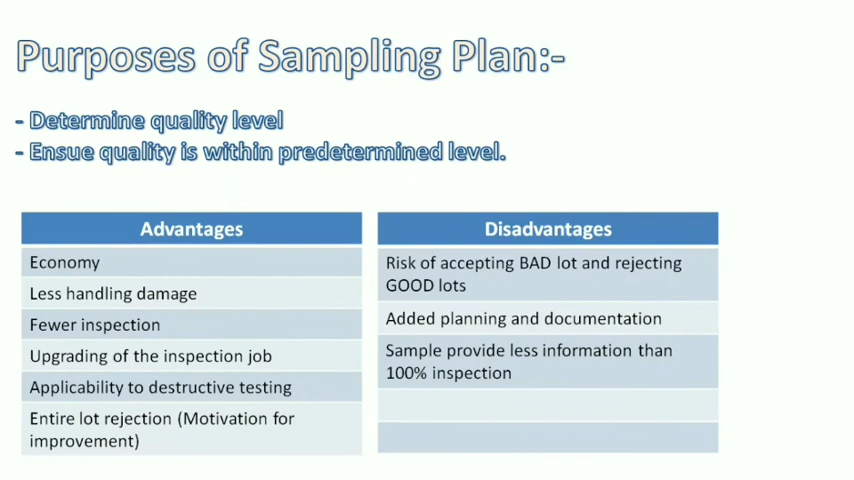 Purposes of Sampling Plan:-
- Determine quality level
- Ensue quality is within predetermined level.
Advantages
Economy
Less handling damage
Fewer inspection
Upgrading of the inspection job
Applicability to destructive testing
Entire lot rejection (Motivation for
improvement)
Disadvantages
Risk of accepting BAD lot and rejecting
GOOD lots
Added planning and documentation
Sample provide less information than
100% inspection